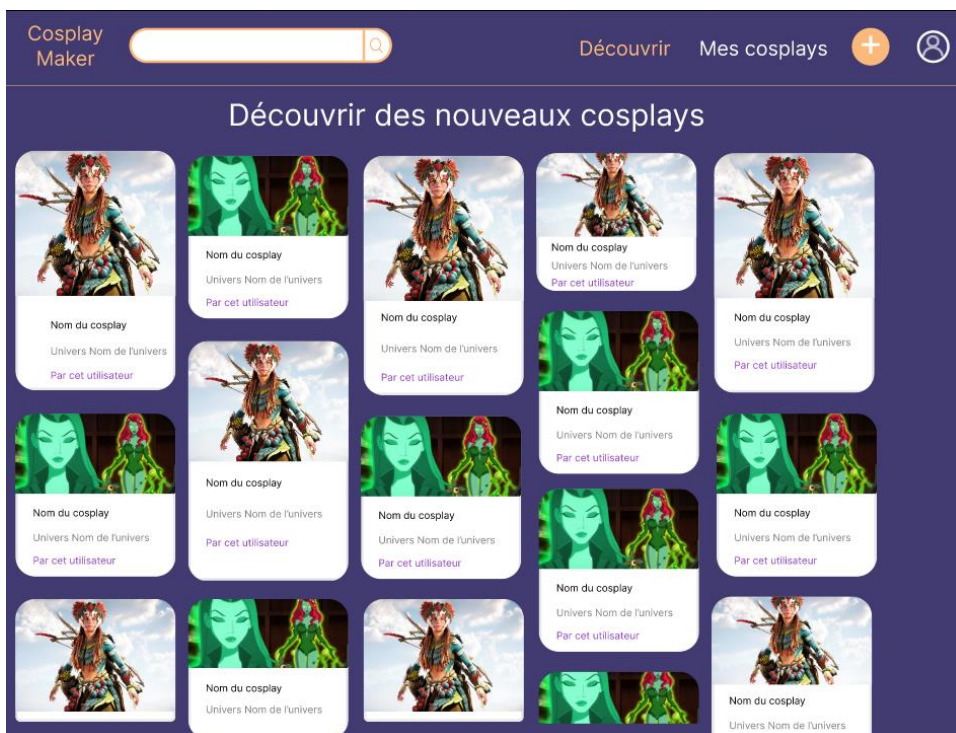 Cosplay
Maker
Découvrir
Mes cosplays
Découvrir des nouveaux cosplays
Nom du cosplay
Univers Nom de l'univers
Par cet utilisateur
Nom du cosplay
Univers Nom de l'univers
Par cet utilisateur
Nom du cosplay
Univers Nom de l'univers
Par cet utilisateur
Nom du cosplay
Univers Nom de l'univers
Par cet utilisateur
Nom du cosplay
Univers Nom de l'univers
Par cet utilisateur
Nom du cosplay
Univers Nom de l'univers
Par cet utilisateur
Nom du cosplay
Univers Nom de l'univers
Par cet utilisateur
Nom du cosplay
Univers Nom de l'univers
Par cet utilisateur
Nom du cosplay
Univers Nom de l'univers
Par cet utilisateur
Nom du cosplay
Univers Nom de l'univers
Par cet utilisateur
Nom du cosplay
Univers Nom de l'univers
Par cet utilisateur
Nom du cosplay
Univers Nom de l'univers
Nom du cosplay
Univers Nom de l'univers